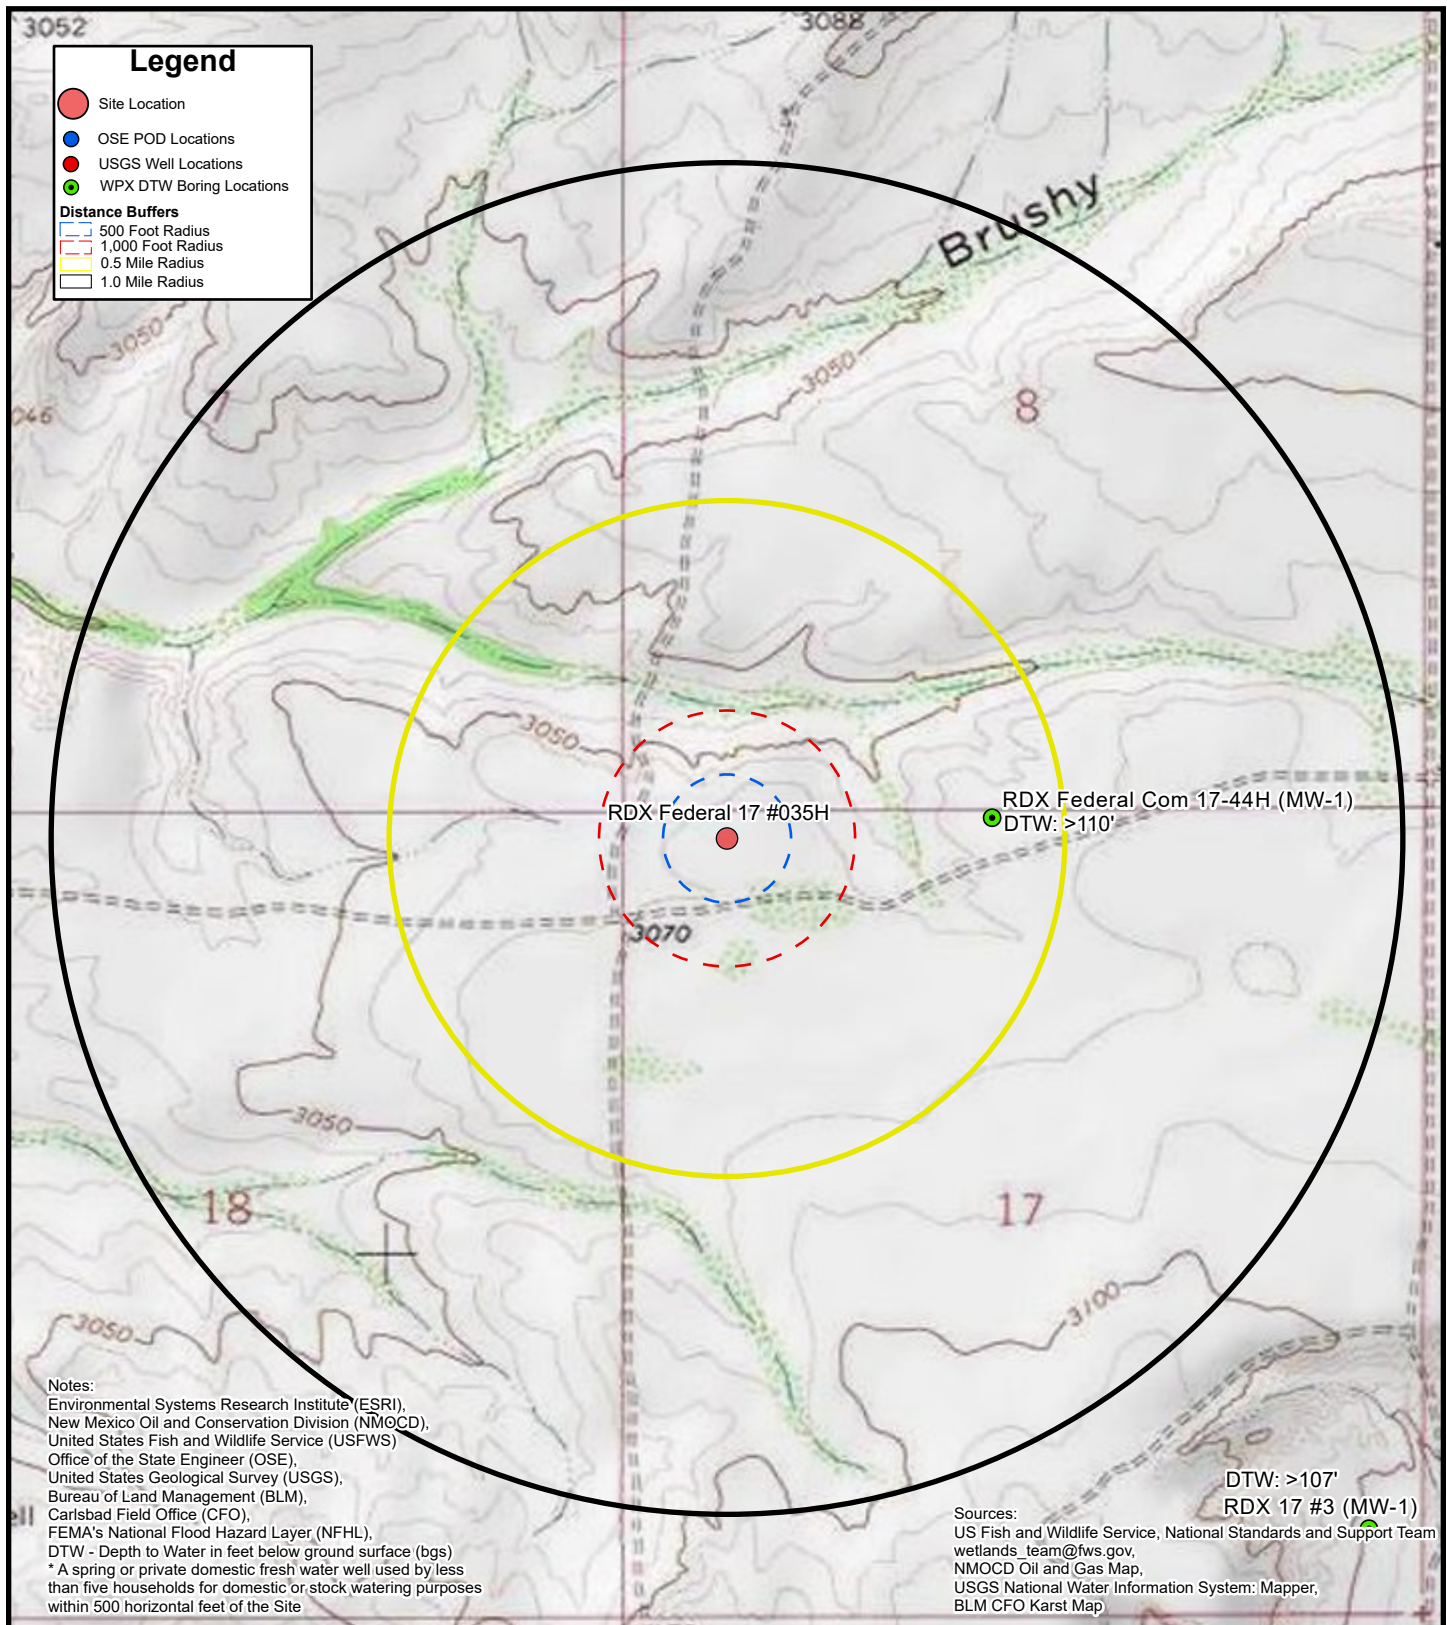 3052
3088
Legend
Site Location
OSE POD Locations
USGS Well Locations
WPX DTW Boring Locations
Distance Buffers
500 Foot Radius
1,000 Foot Radius
0.5 Mile Radius
1.0 Mile Radius
Brushy
3050
3050
7
8
046
3050
RDX Federal Com 17-44H (MW-1)
DTW: >110'
RDX Federal 17 #035H
3070
3050
18
17
3100
3050
Notes:
Environmental Systems Research Institute (ESRI),
New Mexico Oil and Conservation Division (NMOCD),
United States Fish and Wildlife Service (USFWS)
Office of the State Engineer (OSE),
United States Geological Survey (USGS),
Bureau of Land Management (BLM),
Carlsbad Field Office (CFO),
FEMA's National Flood Hazard Layer (NFHL),
DTW - Depth to Water in feet below ground surface (bgs)
* A spring or private domestic fresh water well used by less
than five households for domestic or stock watering purposes
within 500 horizontal feet of the Site
ell
DTW: >107'
RDX 17 #3 (MW-1)
Sources:
US Fish and Wildlife Service, National Standards and Support Team
wetlands_team@fws.gov,
NMOCD Oil and Gas Map,
USGS National Water Information System: Mapper,
BLM CFO Karst Map